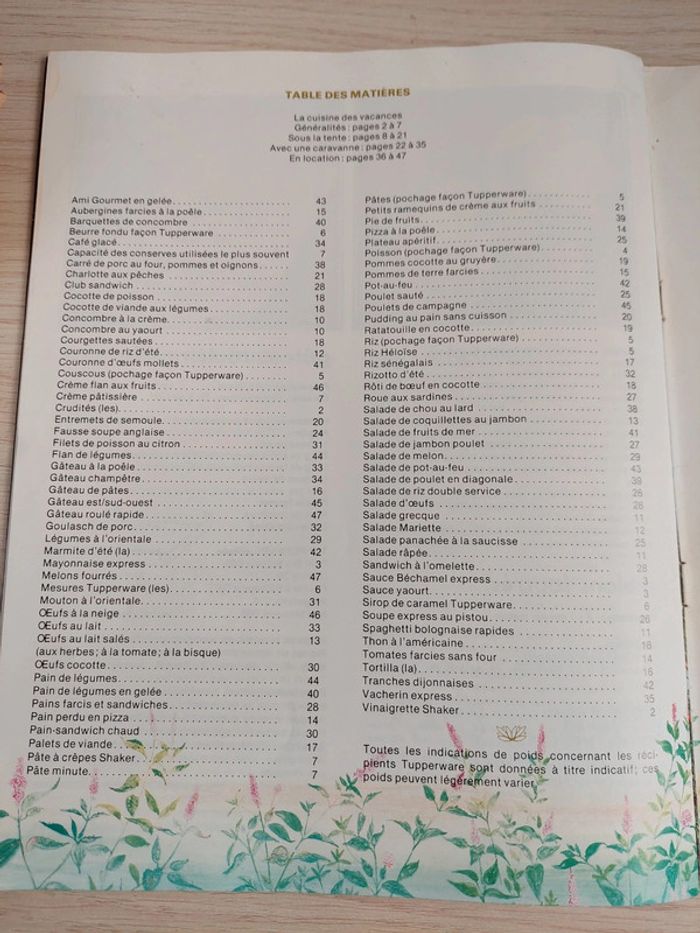 TABLE DES MATIÈRES
La cuisine des vacances
Généralités : pages 2 à 7
Sous la tente : pages 8 à 21
Avec une caravanne : pages 22 à 35
En location : pages 36 à 47
Ami Gourmet en gelée 43
Aubergines farcies à la poêle 15
Barquettes de concombre 40
Beurre fondu façon Tupperware 6
Café glacé 34
Capacité des conserves utilisées le plus souvent 7
Carré de porc au four, pommes et oignons 38
Charlotte aux pêches 21
Club sandwich 28
Cocotte de poisson 18
Cocotte de viande aux légumes 18
Concombre à la crème 10
Concombre au yaourt 10
Courgettes sautées 18
Couronne de riz d'été 12
Couronne d'œufs mollets 41
Couscous (pochage façon Tupperware) 5
Crème flan aux fruits 46
Crème pâtissière 7
Crudités (les) 2
Entremets de semoule 20
Fausse soupe anglaise 24
Filets de poisson au citron 31
Flan de légumes 44
Gâteau à la poêle 33
Gâteau champêtre 34
Gâteau de pâtes 16
Gâteau est/sud-ouest 45
Gâteau roulé rapide 47
Goulasch de porc 32
Légumes à l'orientale 29
Marmite d'été (la) 42
Mayonnaise express 3
Melons fourrés 47
Mesures Tupperware (les) 6
Mouton à l'orientale 31
Œufs à la neige 46
Œufs au lait 33
Œufs au lait salés 13
(aux herbes ; à la tomate ; à la bisque)
Œufs cocotte 30
Pain de légumes 44
Pain de légumes en gelée 40
Pains farcis et sandwiches 28
Pain perdu en pizza 14
Pain-sandwich chaud 30
Palets de viande 17
Pâte à crêpes Shaker 7
Pâte minute 7
Pâtes (pochage façon Tupperware) 5
Petits ramequins de crème aux fruits 21
Pie de fruits 39
Pizza à la poêle 14
Plateau apéritif 25
Poisson (pochage façon Tupperware) 4
Pommes cocotte au gruyère 19
Pommes de terre farcies 15
Pot-au-feu 42
Poulet sauté 25
Poulets de campagne 45
Pudding au pain sans cuisson 20
Ratatouille en cocotte 19
Riz (pochage façon Tupperware) 5
Riz Héloïse 5
Riz sénégalais 17
Rizotto d'été 32
Rôti de bœuf en cocotte 18
Roue aux sardines 27
Salade de chou au lard 38
Salade de coquillettes au jambon 13
Salade de fruits de mer 41
Salade de jambon poulet 27
Salade de melon 29
Salade de pot-au-feu 43
Salade de poulet en diagonale 39
Salade de riz double service 26
Salade d'œufs 26
Salade grecque 11
Salade Mariette 12
Salade panachée à la saucisse 25
Salade râpée 11
Sandwich à l'omelette 28
Sauce Béchamel express 3
Sauce yaourt 3
Sirop de caramel Tupperware 6
Soupe express au pistou 26
Spaghetti bolognaise rapides 11
Thon à l'américaine 18
Tomates farcies sans four 14
Tortilla (la) 16
Tranches dijonnaises 42
Vacherin express 35
Vinaigrette Shaker 2
Toutes les indications de poids concernant les réci-
pients Tupperware sont données à titre indicatif ; ces
poids peuvent légèrement varier.